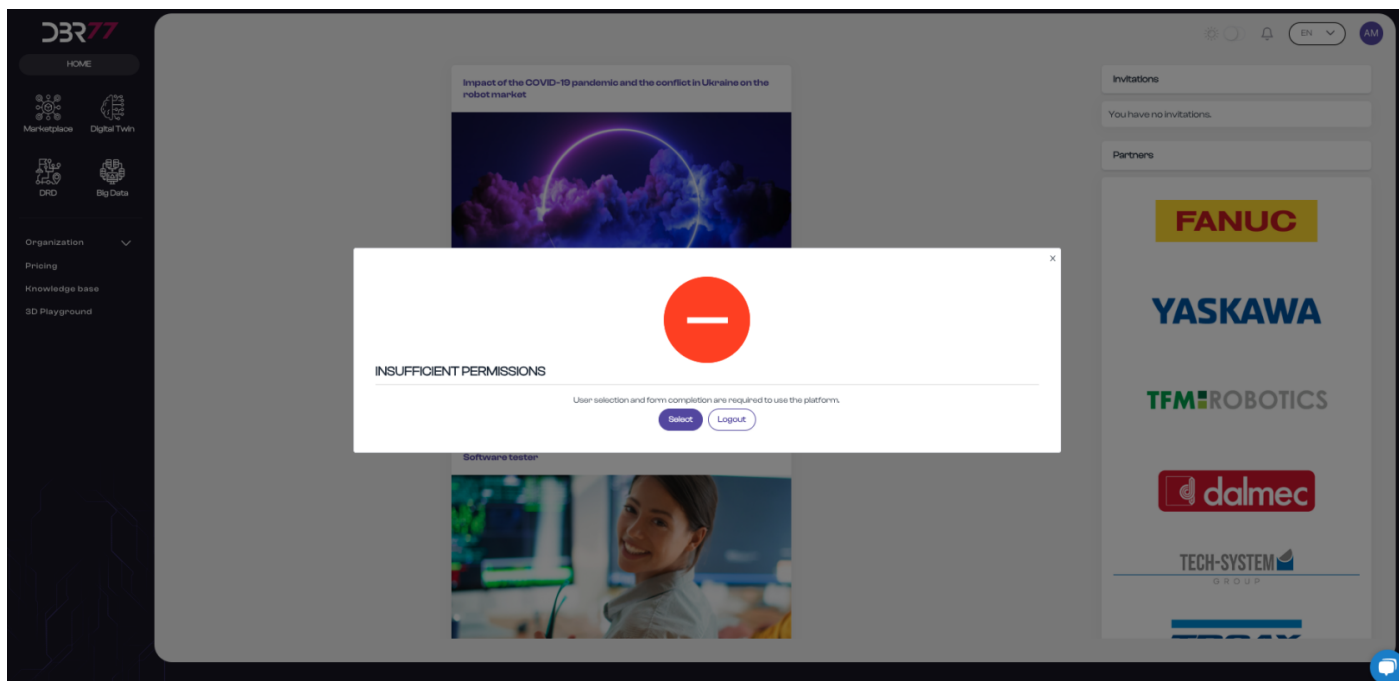 DBR77
HOME
Marketplace
Digital Twin
DRD
Big Data
Organization
Pricing
Knowledge base
3D Playground
EN
AM
Impact of the COVID-19 pandemic and the conflict in Ukraine on the
robot market
Invitations
You have no invitations.
Partners
FANUC
YASKAWA
TFM ROBOTICS
dalmec
TECH-SYSTEM
GROUP
x
INSUFFICIENT PERMISSIONS
User selection and form completion are required to use the platform.
Select
Logout
Software tester